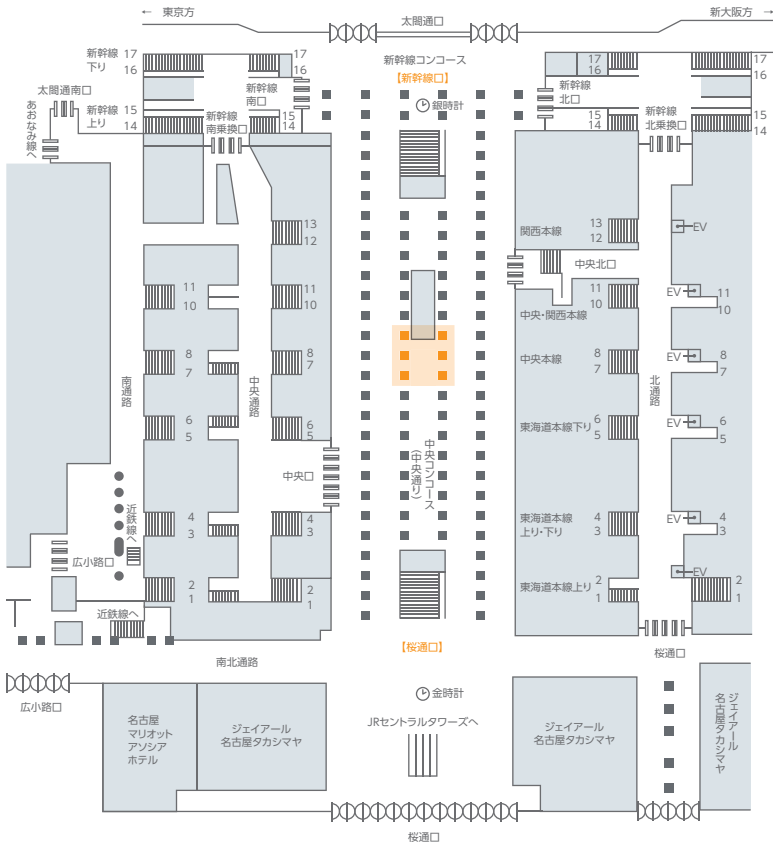 ← 東京方
太閤通口
新大阪方 →
新幹線 17
下り 16
17
16
新幹線コンコース
【新幹線口】
17
16
17
16
太閤通南口
あおなみ線へ
新幹線
南口
新幹線 15
上り 14
15
14
新幹線
南乗換口
銀時計
新幹線
北口
15
14
新幹線
北乗換口
15
14
13
12
関西本線
13
12
EV
中央北口
11
10
11
10
中央・関西本線
11
10
EV
11
10
8
7
8
7
中央本線
8
7
EV
8
7
南通路
中央通路
北通路
6
5
6
5
東海道本線下り
6
5
EV
6
5
中央コンコース
(中央通り)
中央口
近鉄線へ
4
3
4
3
東海道本線
上り・下り
4
3
EV
4
3
広小路口
2
1
2
1
東海道本線上り
2
1
EV
2
1
近鉄線へ
南北通路
【桜通口】
桜通口
広小路口
金時計
名古屋
マリオット
アソシア
ホテル
ジェイアール
名古屋タカシマヤ
JRセントラルタワーズへ
ジェイアール
名古屋タカシマヤ
ジェイアール
名古屋タカシマヤ
桜通口